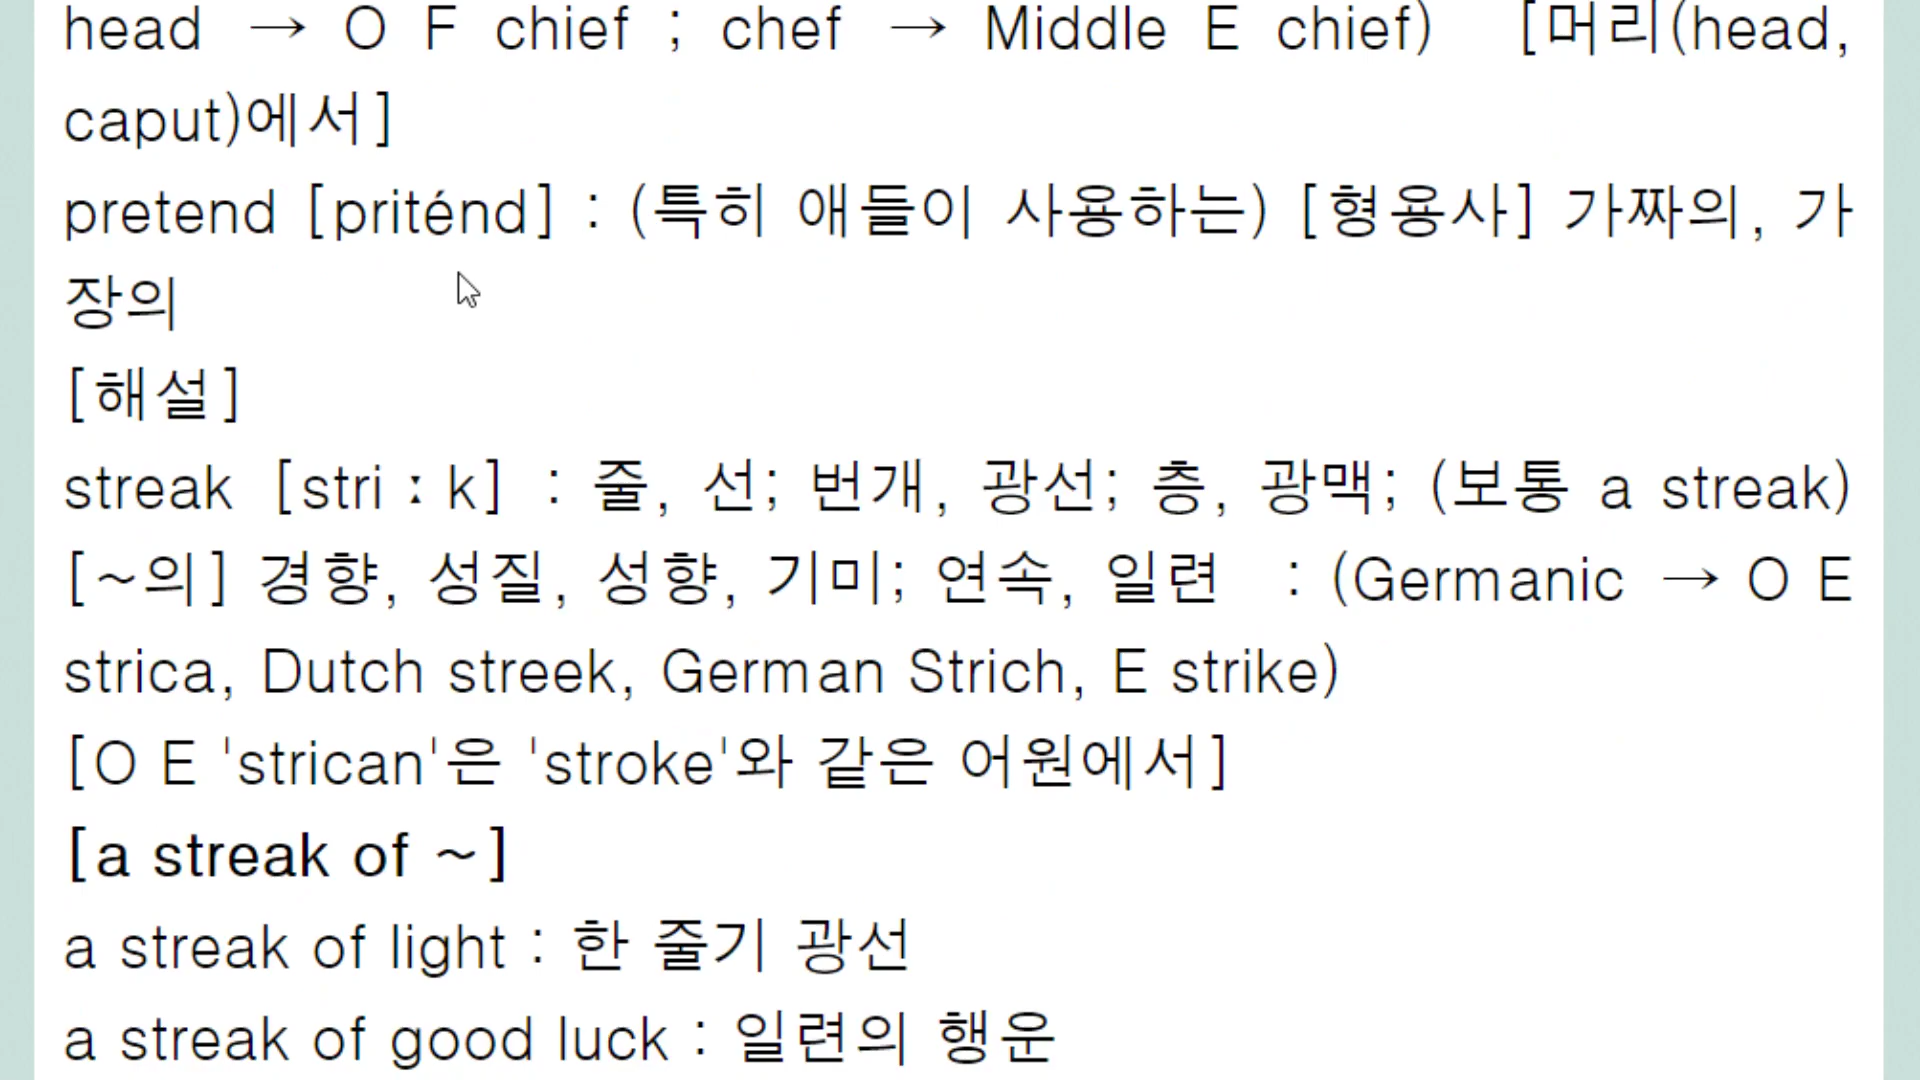 head → O F chief ; chef → Middle E chief) [머리(head,
caput)에서]
pretend [priténd] : (특히 애들이 사용하는) [형용사] 가짜의, 가
장의
[해설]
streak [striːk] : 줄, 선; 번개, 광선; 층, 광맥; (보통 a streak)
[~의] 경향, 성질, 성향, 기미; 연속, 일련 : (Germanic → O E
strica, Dutch streek, German Strich, E strike)
[O E 'strican'은 'stroke'와 같은 어원에서]
[a streak of ~]
a streak of light : 한 줄기 광선
a streak of good luck : 일련의 행운